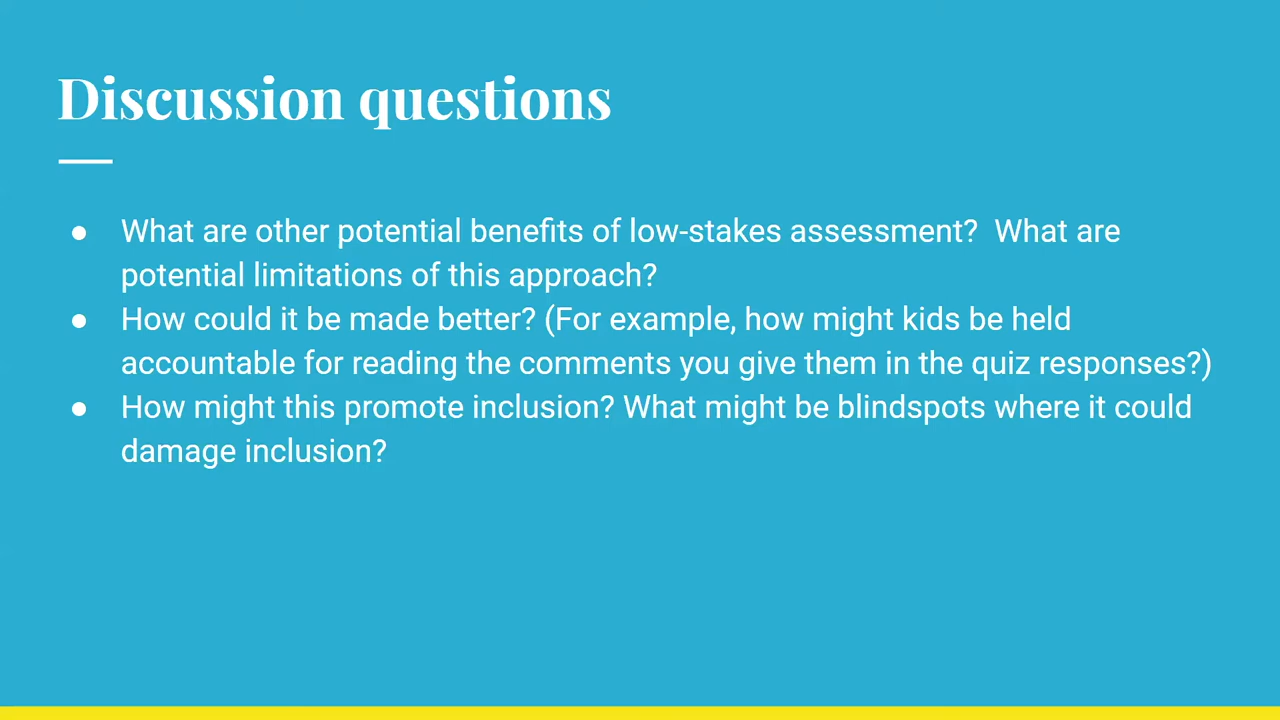 Discussion questions
● What are other potential benefits of low-stakes assessment?  What are
potential limitations of this approach?
● How could it be made better? (For example, how might kids be held
accountable for reading the comments you give them in the quiz responses?)
● How might this promote inclusion? What might be blindspots where it could
damage inclusion?